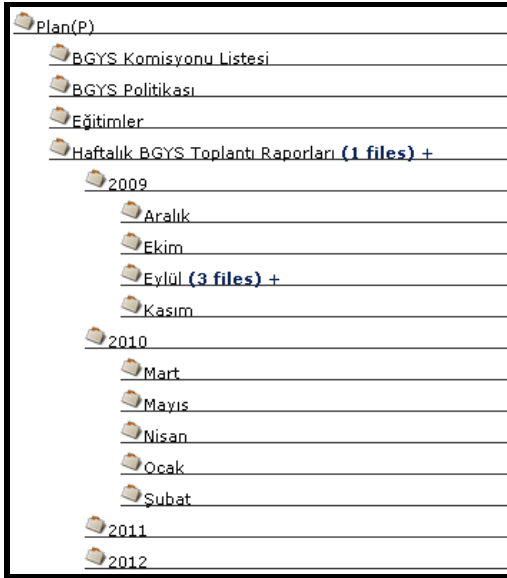 Plan(P)
BGYS Komisyonu Listesi
BGYS Politikası
Eğitimler
Haftalık BGYS Toplantı Raporları (1 files) +
2009
Aralık
Ekim
Eylül (3 files) +
Kasım
2010
Mart
Mayıs
Nisan
Ocak
Şubat
2011
2012